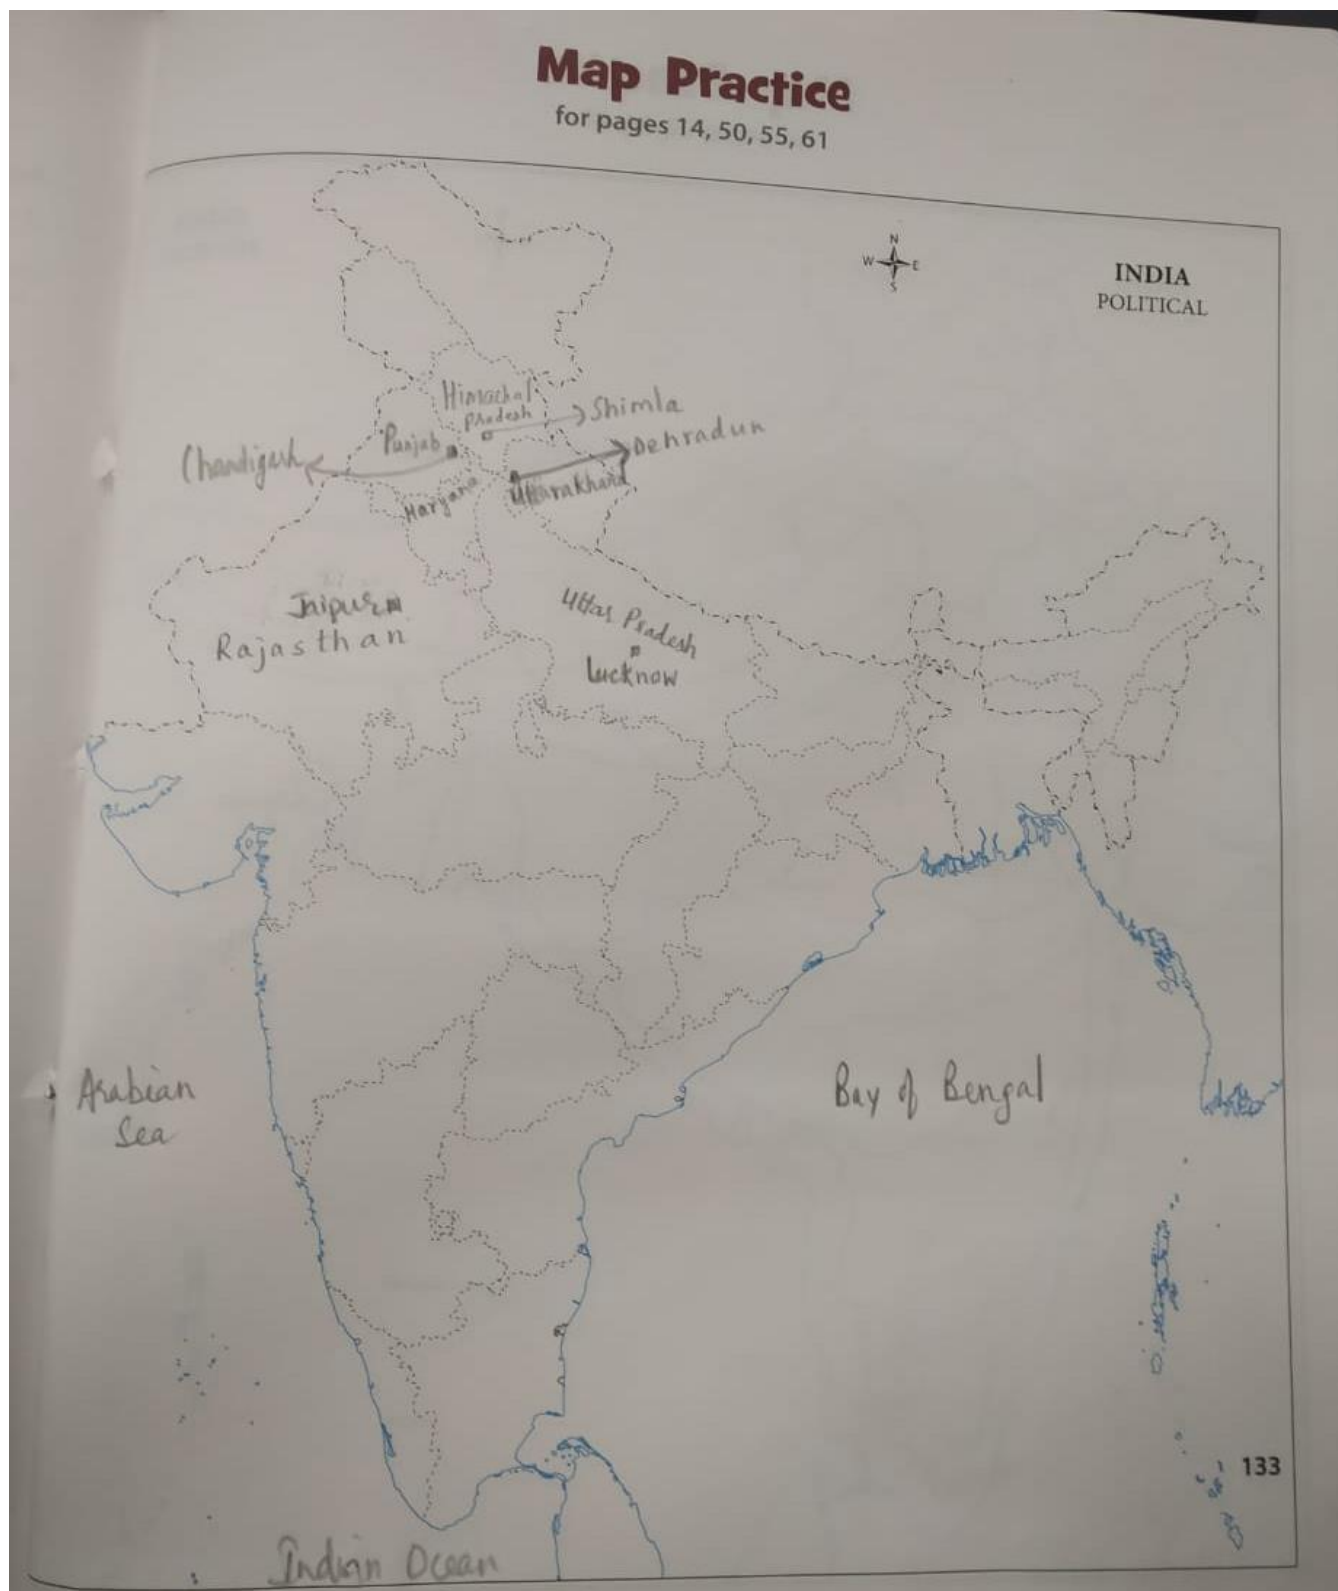 Map Practice
for pages 14, 50, 55, 61
N
W E
S
INDIA
POLITICAL
Himachal
Pradesh
Shimla
Dehradun
Punjab
Chandigarh
Uttarakhand
Haryana
Jaipur
Rajasthan
Uttar Pradesh
Lucknow
Arabian
Sea
Bay of Bengal
133
Indian Ocean